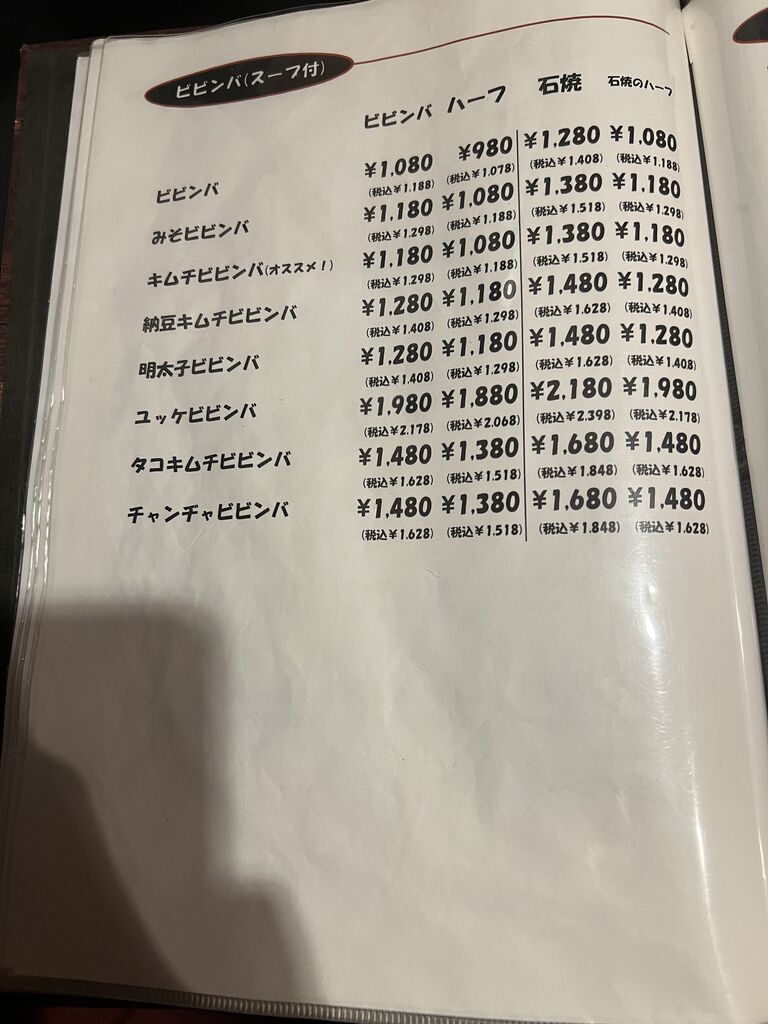 ビビンバ(スープ付)
ビビンバ ハーフ 石焼 石焼のハーフ
ビビンバ ¥1,080 ¥980 ¥1,280 ¥1,080
(税込¥1.188) (税込¥1.078) (税込¥1.408) (税込¥1.188)
みそビビンバ ¥1,180 ¥1,080 ¥1,380 ¥1,180
(税込¥1.298) (税込¥1.188) (税込¥1.518) (税込¥1.298)
キムチビビンバ(オススメ!) ¥1,180 ¥1,080 ¥1,380 ¥1,180
(税込¥1.298) (税込¥1.188) (税込¥1.518) (税込¥1.298)
納豆キムチビビンバ ¥1,280 ¥1,180 ¥1,480 ¥1,280
(税込¥1.408) (税込¥1.298) (税込¥1.628) (税込¥1.408)
明太子ビビンバ ¥1,280 ¥1,180 ¥1,480 ¥1,280
(税込¥1.408) (税込¥1.298) (税込¥1.628) (税込¥1.408)
ユッケビビンバ ¥1,980 ¥1,880 ¥2,180 ¥1,980
(税込¥2.178) (税込¥2.068) (税込¥2.398) (税込¥2.178)
タコキムチビビンバ ¥1,480 ¥1,380 ¥1,680 ¥1,480
(税込¥1.628) (税込¥1.518) (税込¥1.848) (税込¥1.628)
チャンチャビビンバ ¥1,480 ¥1,380 ¥1,680 ¥1,480
(税込¥1.628) (税込¥1.518) (税込¥1.848) (税込¥1.628)